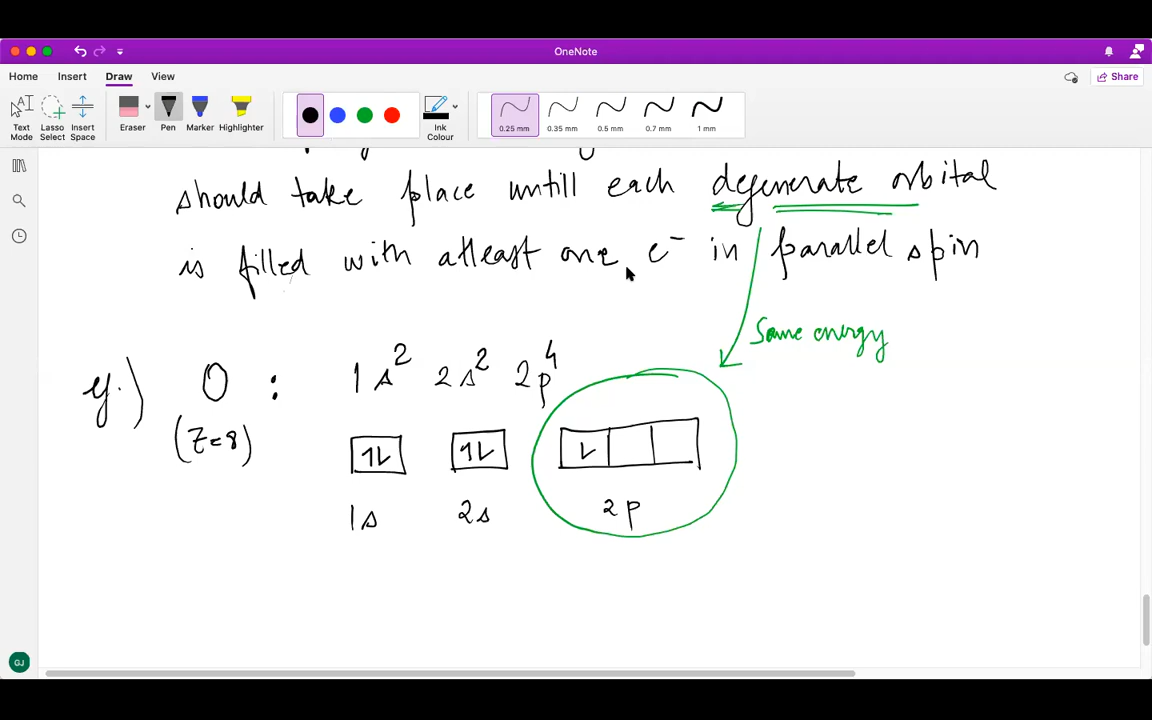 OneNote
Home Insert Draw View
Share
Text Mode
Lasso Select
Insert Space
Eraser
Pen
Marker
Highlighter
Ink Colour
0.25 mm
0.35 mm
0.5 mm
0.7 mm
1 mm
should take place untill each degenerate orbital
is filled with atleast one e⁻ in parallel spin
Same energy
eg.) O : 1s² 2s² 2p⁴
(Z=8)
1s 2s 2p
GJ